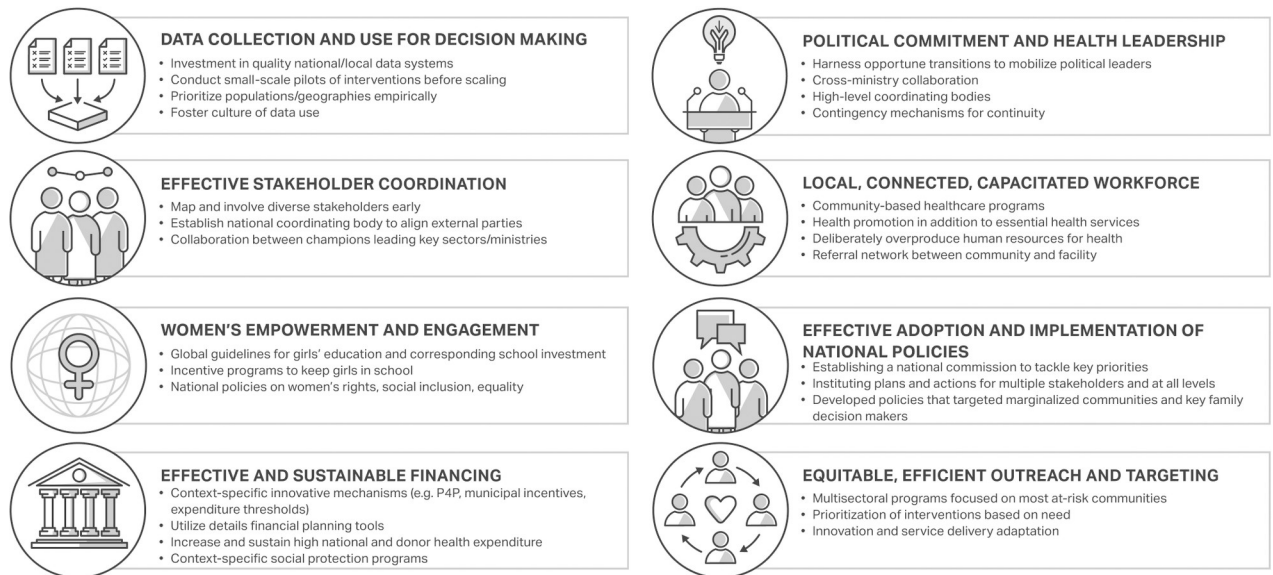 DATA COLLECTION AND USE FOR DECISION MAKING
• Investment in quality national/local data systems
• Conduct small-scale pilots of interventions before scaling
• Prioritize populations/geographies empirically
• Foster culture of data use
EFFECTIVE STAKEHOLDER COORDINATION
• Map and involve diverse stakeholders early
• Establish national coordinating body to align external parties
• Collaboration between champions leading key sectors/ministries
WOMEN'S EMPOWERMENT AND ENGAGEMENT
• Global guidelines for girls' education and corresponding school investment
• Incentive programs to keep girls in school
• National policies on women's rights, social inclusion, equality
EFFECTIVE AND SUSTAINABLE FINANCING
• Context-specific innovative mechanisms (e.g. P4P, municipal incentives,
expenditure thresholds)
• Utilize details financial planning tools
• Increase and sustain high national and donor health expenditure
• Context-specific social protection programs
POLITICAL COMMITMENT AND HEALTH LEADERSHIP
• Harness opportune transitions to mobilize political leaders
• Cross-ministry collaboration
• High-level coordinating bodies
• Contingency mechanisms for continuity
LOCAL, CONNECTED, CAPACITATED WORKFORCE
• Community-based healthcare programs
• Health promotion in addition to essential health services
• Deliberately overproduce human resources for health
• Referral network between community and facility
EFFECTIVE ADOPTION AND IMPLEMENTATION OF
NATIONAL POLICIES
• Establishing a national commission to tackle key priorities
• Instituting plans and actions for multiple stakeholders and at all levels
• Developed policies that targeted marginalized communities and key family
decision makers
EQUITABLE, EFFICIENT OUTREACH AND TARGETING
• Multisectoral programs focused on most at-risk communities
• Prioritization of interventions based on need
• Innovation and service delivery adaptation